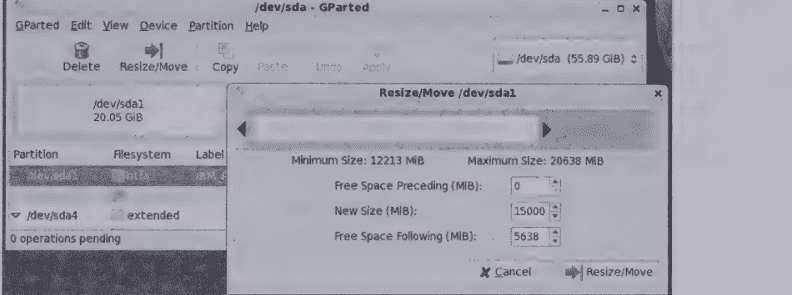 /dev/sda - GParted
GParted Edit View Device Partition Help
Delete Resize/Move Copy Paste Undo Apply
/dev/sda (55.89 GiB)
/dev/sda1
20.05 GiB
Partition Filesystem Label
/dev/sda1 ntfs
/dev/sda4 extended
0 operations pending
Resize/Move /dev/sda1
Minimum Size: 12213 MiB Maximum Size: 20638 MiB
Free Space Preceding (MiB): 0
New Size (MiB): 15000
Free Space Following (MiB): 5638
Cancel Resize/Move